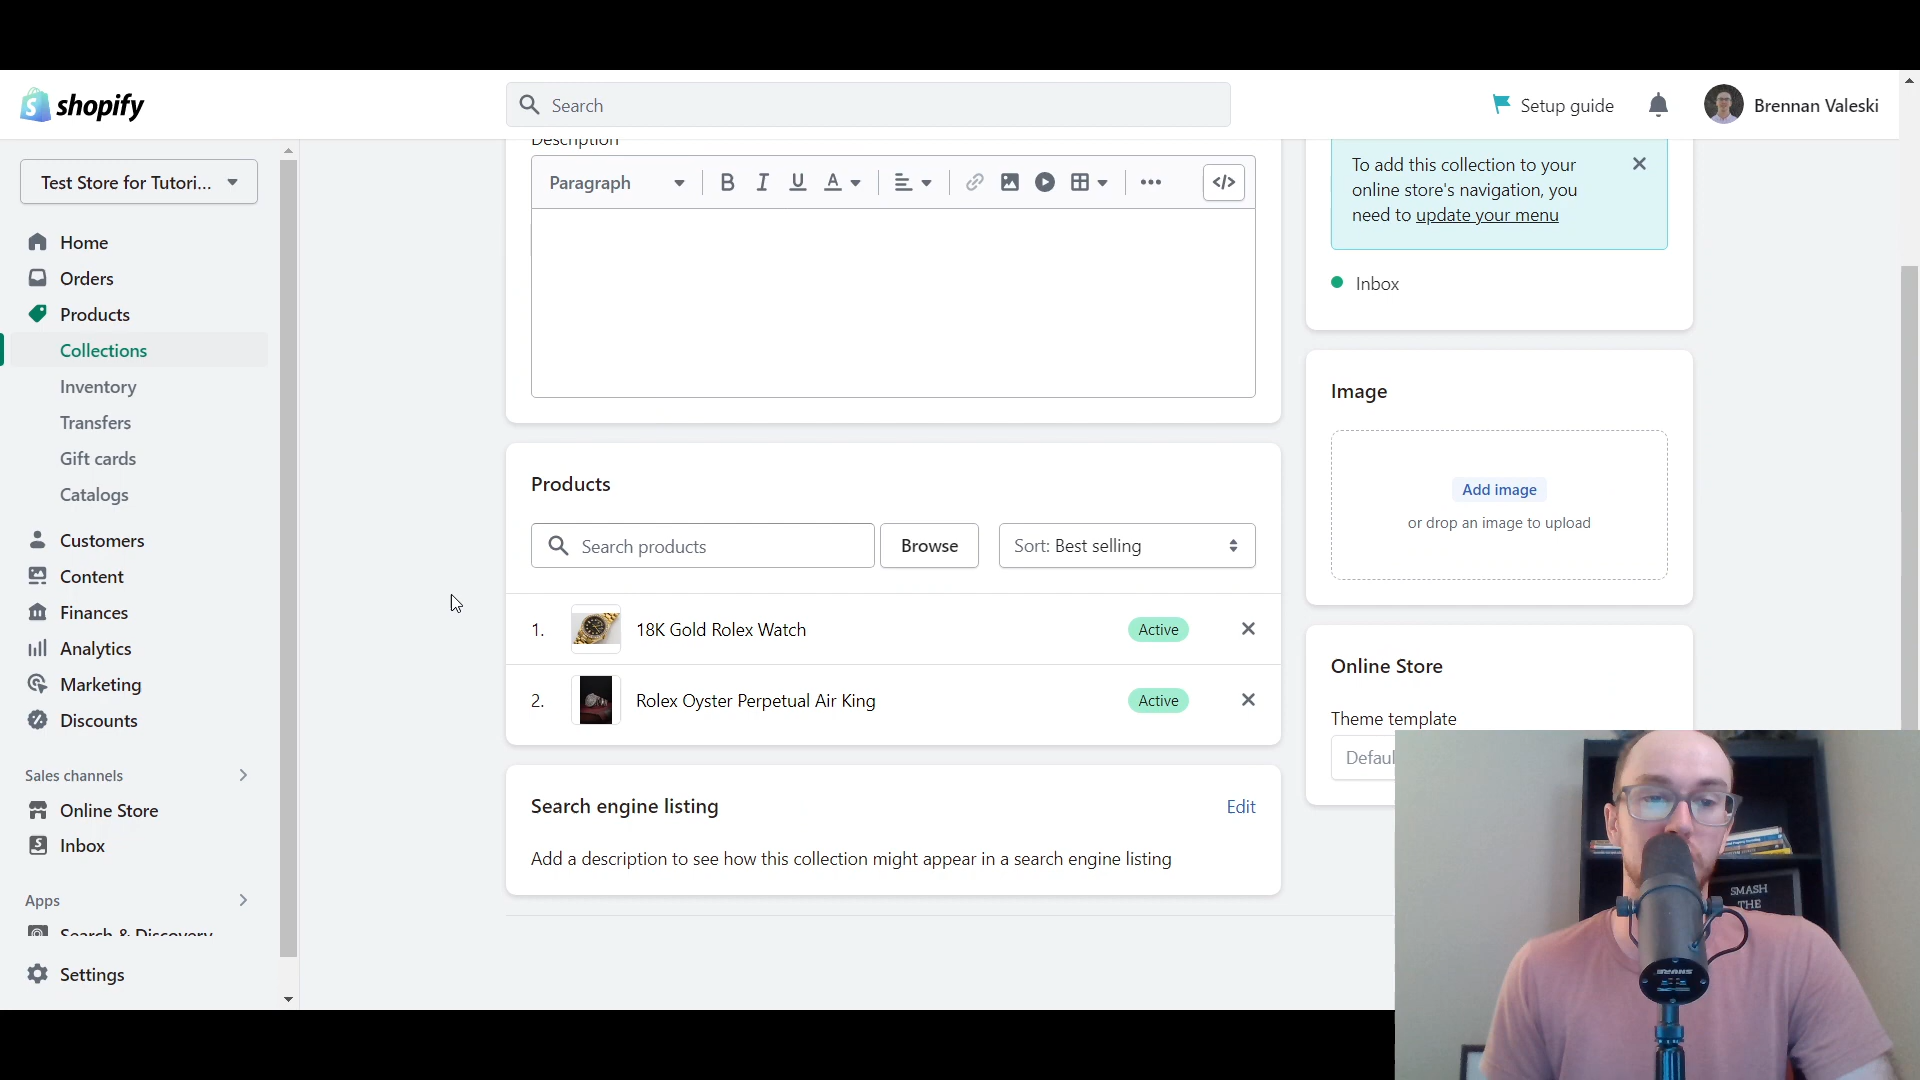 shopify
Search
Setup guide
Brennan Valeski
Test Store for Tutori...
Home
Orders
Products
Collections
Inventory
Transfers
Gift cards
Catalogs
Customers
Content
Finances
Analytics
Marketing
Discounts
Sales channels
Online Store
Inbox
Apps
Search & Discovery
Settings
Description
Paragraph
B I U A
</>
Products
Search products
Browse
Sort: Best selling
1.
18K Gold Rolex Watch
Active
2.
Rolex Oyster Perpetual Air King
Active
Search engine listing
Edit
Add a description to see how this collection might appear in a search engine listing
To add this collection to your
online store's navigation, you
need to update your menu
Inbox
Image
Add image
or drop an image to upload
Online Store
Theme template
Defaul
SMASH
THE